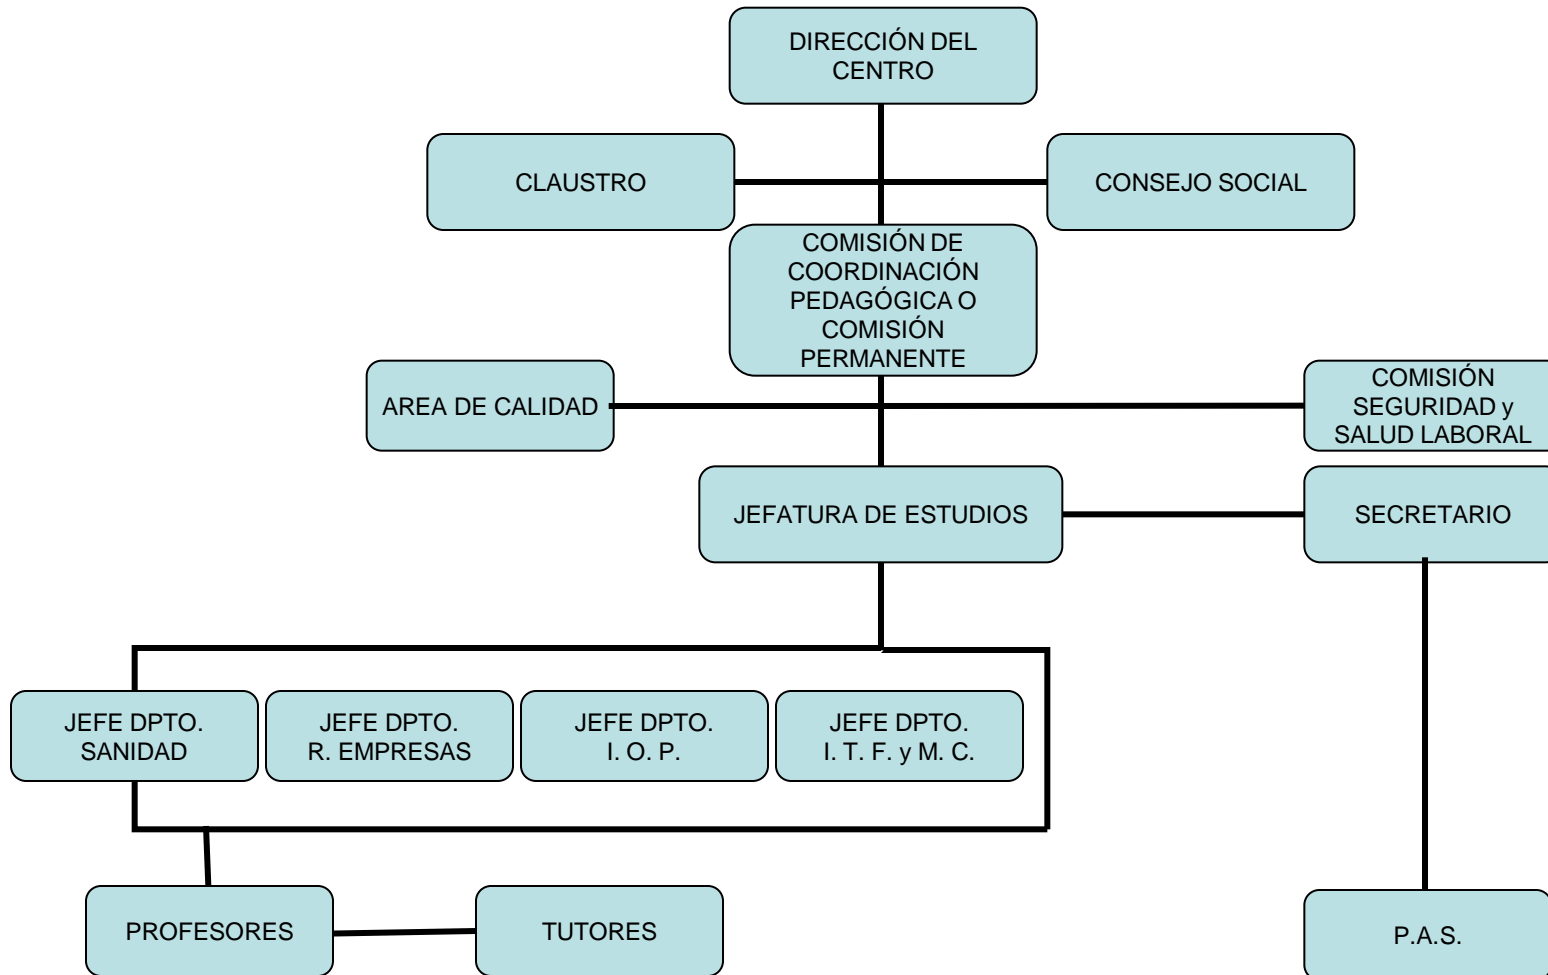 DIRECCIÓN DEL
CENTRO
CLAUSTRO
CONSEJO SOCIAL
COMISIÓN DE
COORDINACIÓN
PEDAGÓGICA O
COMISIÓN
PERMANENTE
AREA DE CALIDAD
COMISIÓN
SEGURIDAD y
SALUD LABORAL
JEFATURA DE ESTUDIOS
SECRETARIO
JEFE DPTO.
SANIDAD
JEFE DPTO.
R. EMPRESAS
JEFE DPTO.
I. O. P.
JEFE DPTO.
I. T. F. y M. C.
PROFESORES
TUTORES
P.A.S.